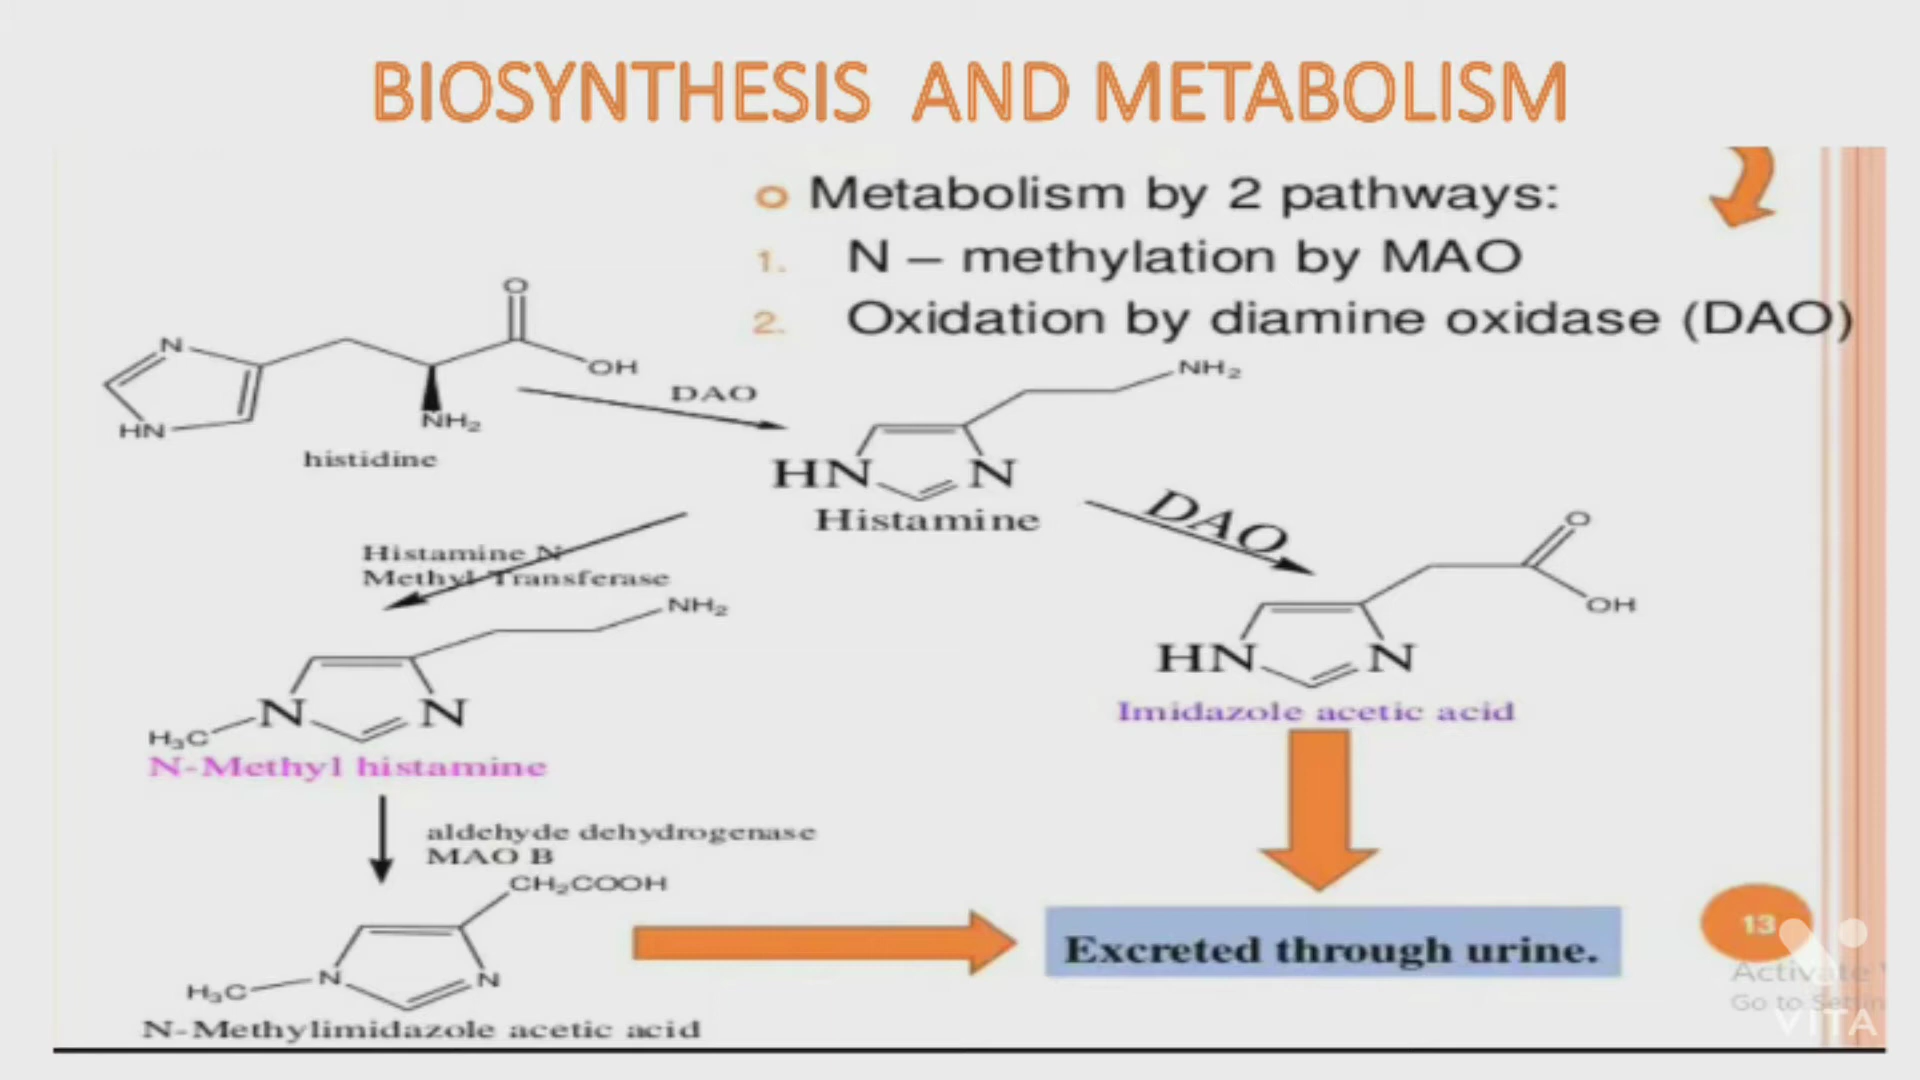 BIOSYNTHESIS AND METABOLISM
Metabolism by 2 pathways:
1. N – methylation by MAO
2. Oxidation by diamine oxidase (DAO)
O
N
OH
HN
NH₂
histidine
DAO
NH₂
HN N
Histamine
Histamine N
Methyl Transferase
DAO
O
OH
HN N
Imidazole acetic acid
NH₂
N N
H₃C
N-Methyl histamine
aldehyde dehydrogenase
MAO B
CH₂COOH
N N
H₃C
N-Methylimidazole acetic acid
Excreted through urine.
13
Activate
Go to Settin
VITA